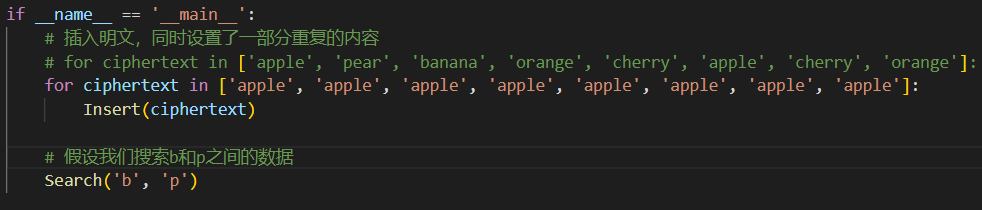 if __name__ == '__main__':
    # 插入明文，同时设置了一部分重复的内容
    # for ciphertext in ['apple', 'pear', 'banana', 'orange', 'cherry', 'apple', 'cherry', 'orange']:
    for ciphertext in ['apple', 'apple', 'apple', 'apple', 'apple', 'apple', 'apple', 'apple']:
        Insert(ciphertext)
    # 假设我们搜索b和p之间的数据
    Search('b', 'p')